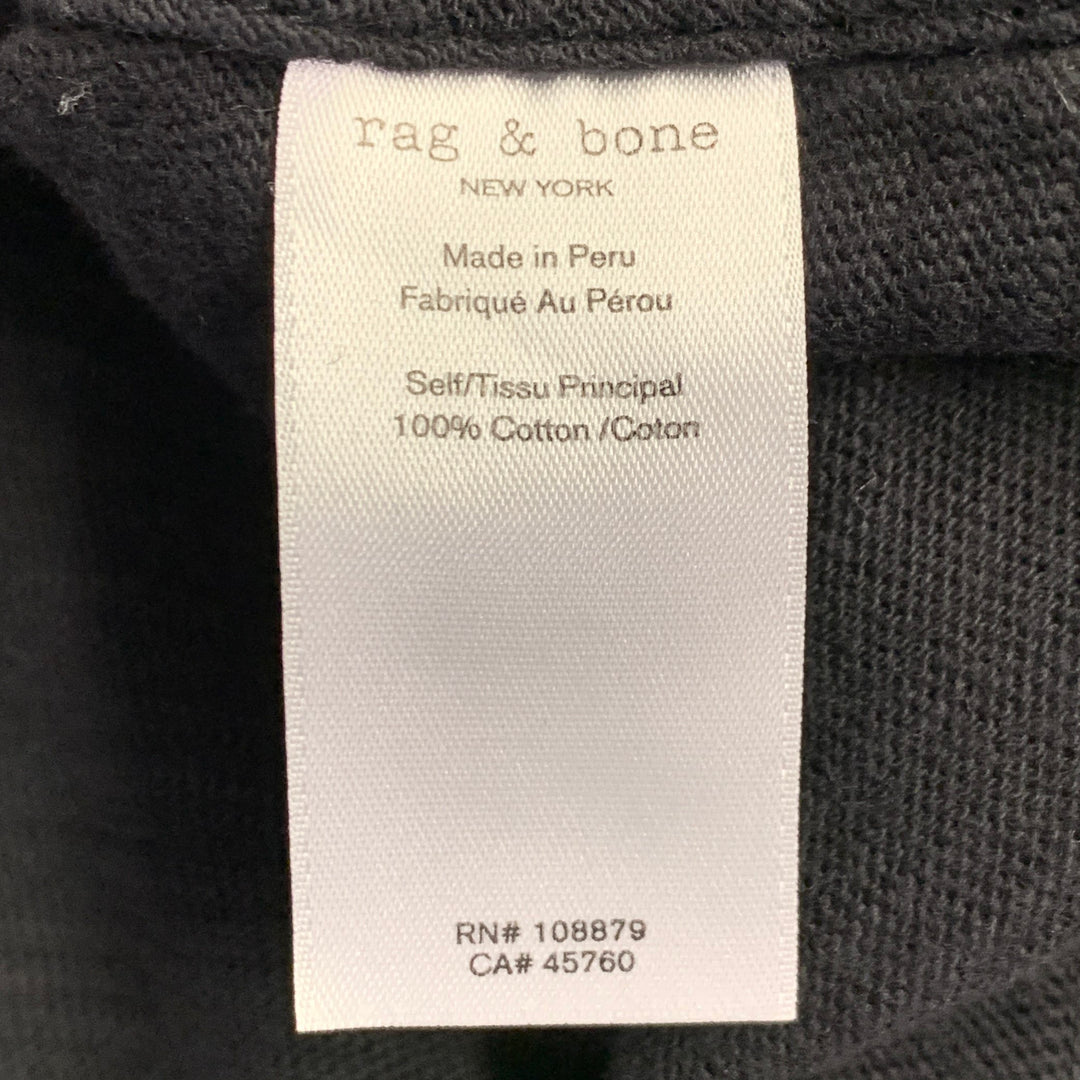 rag & bone
NEW YORK
Made in Peru
Fabriqué Au Pérou
Self/Tissu Principal
100% Cotton /Coton
RN# 108879
CA# 45760